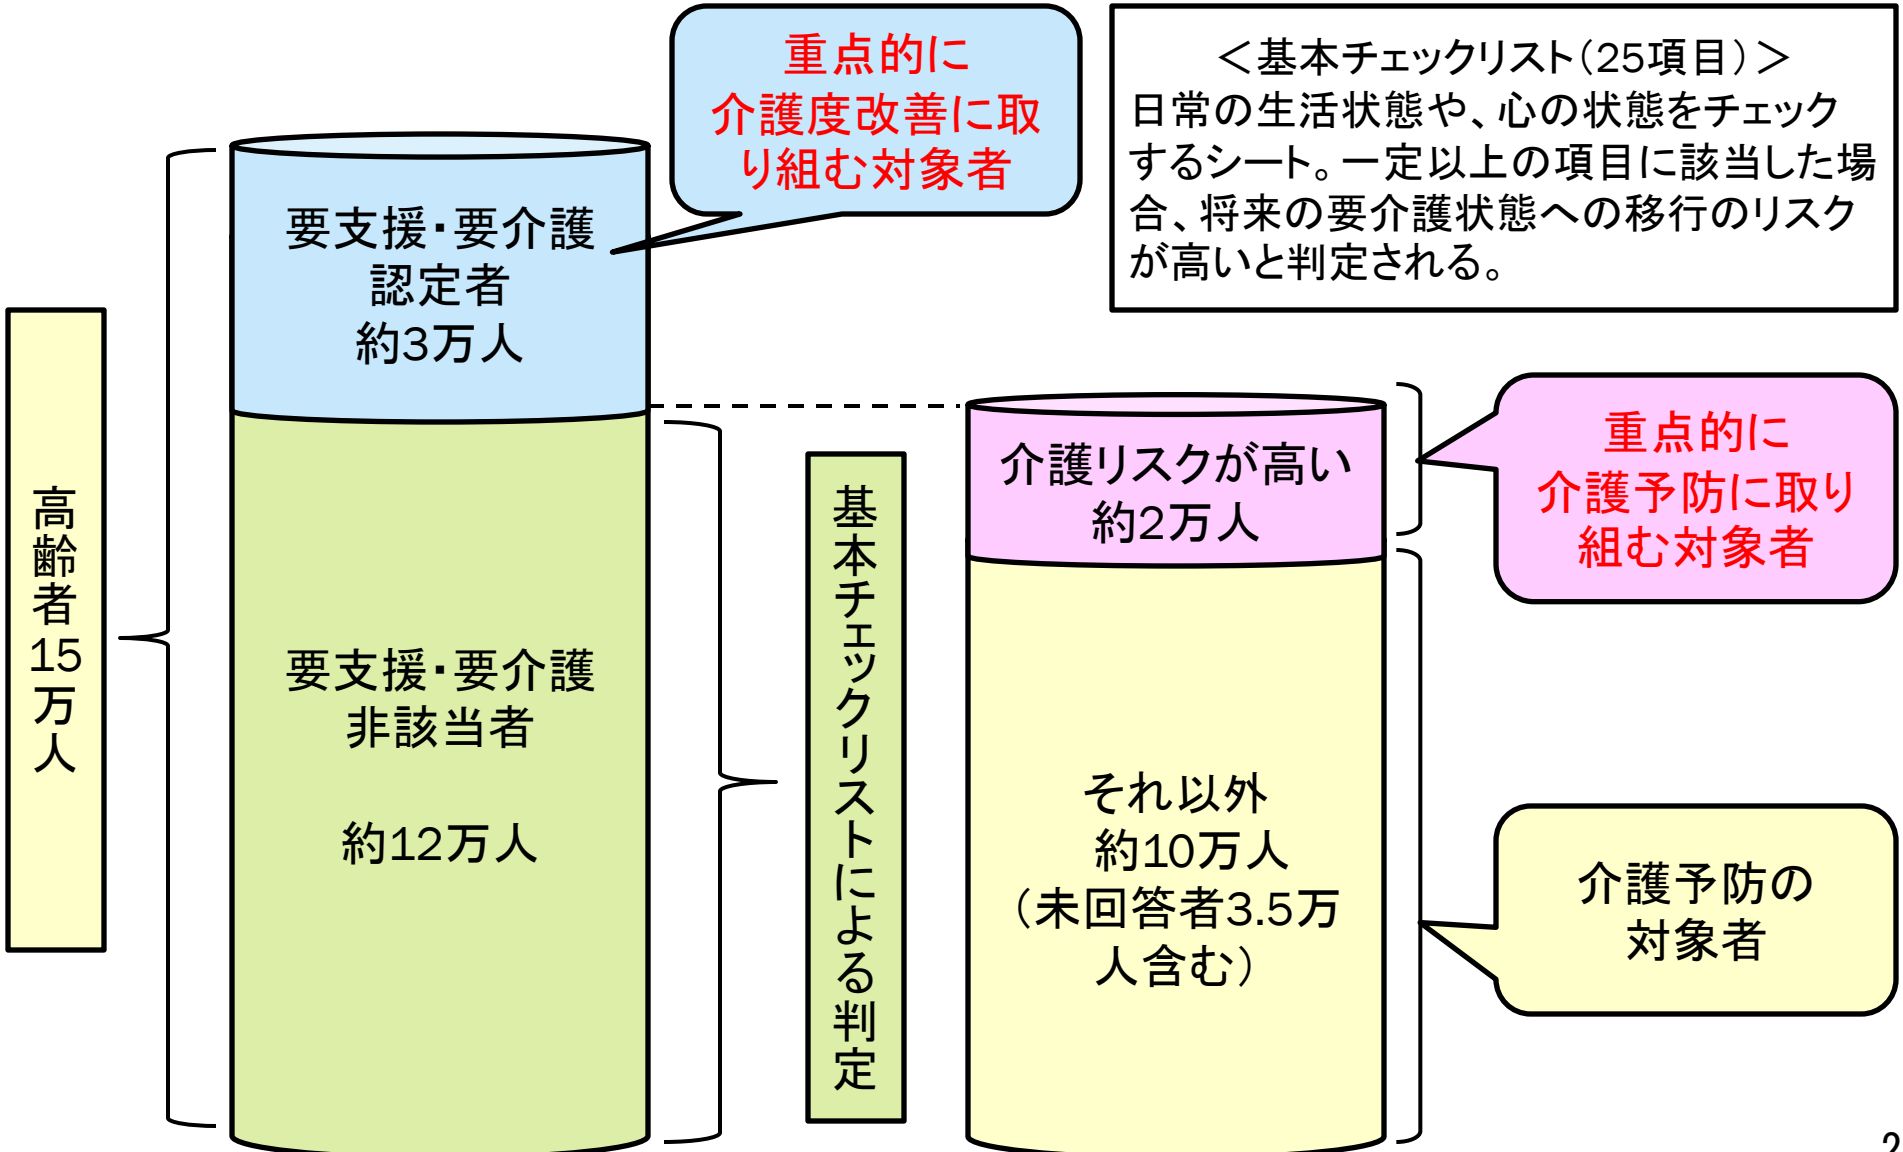 重点的に
介護度改善に取
り組む対象者
＜基本チェックリスト（25項目）＞
日常の生活状態や、心の状態をチェック
するシート。一定以上の項目に該当した場
合、将来の要介護状態への移行のリスク
が高いと判定される。
高齢者15万人
要支援・要介護
認定者
約3万人
要支援・要介護
非該当者
約12万人
基本チェックリストによる判定
介護リスクが高い
約2万人
それ以外
約10万人
（未回答者3.5万
人含む）
重点的に
介護予防に取り
組む対象者
介護予防の
対象者
2